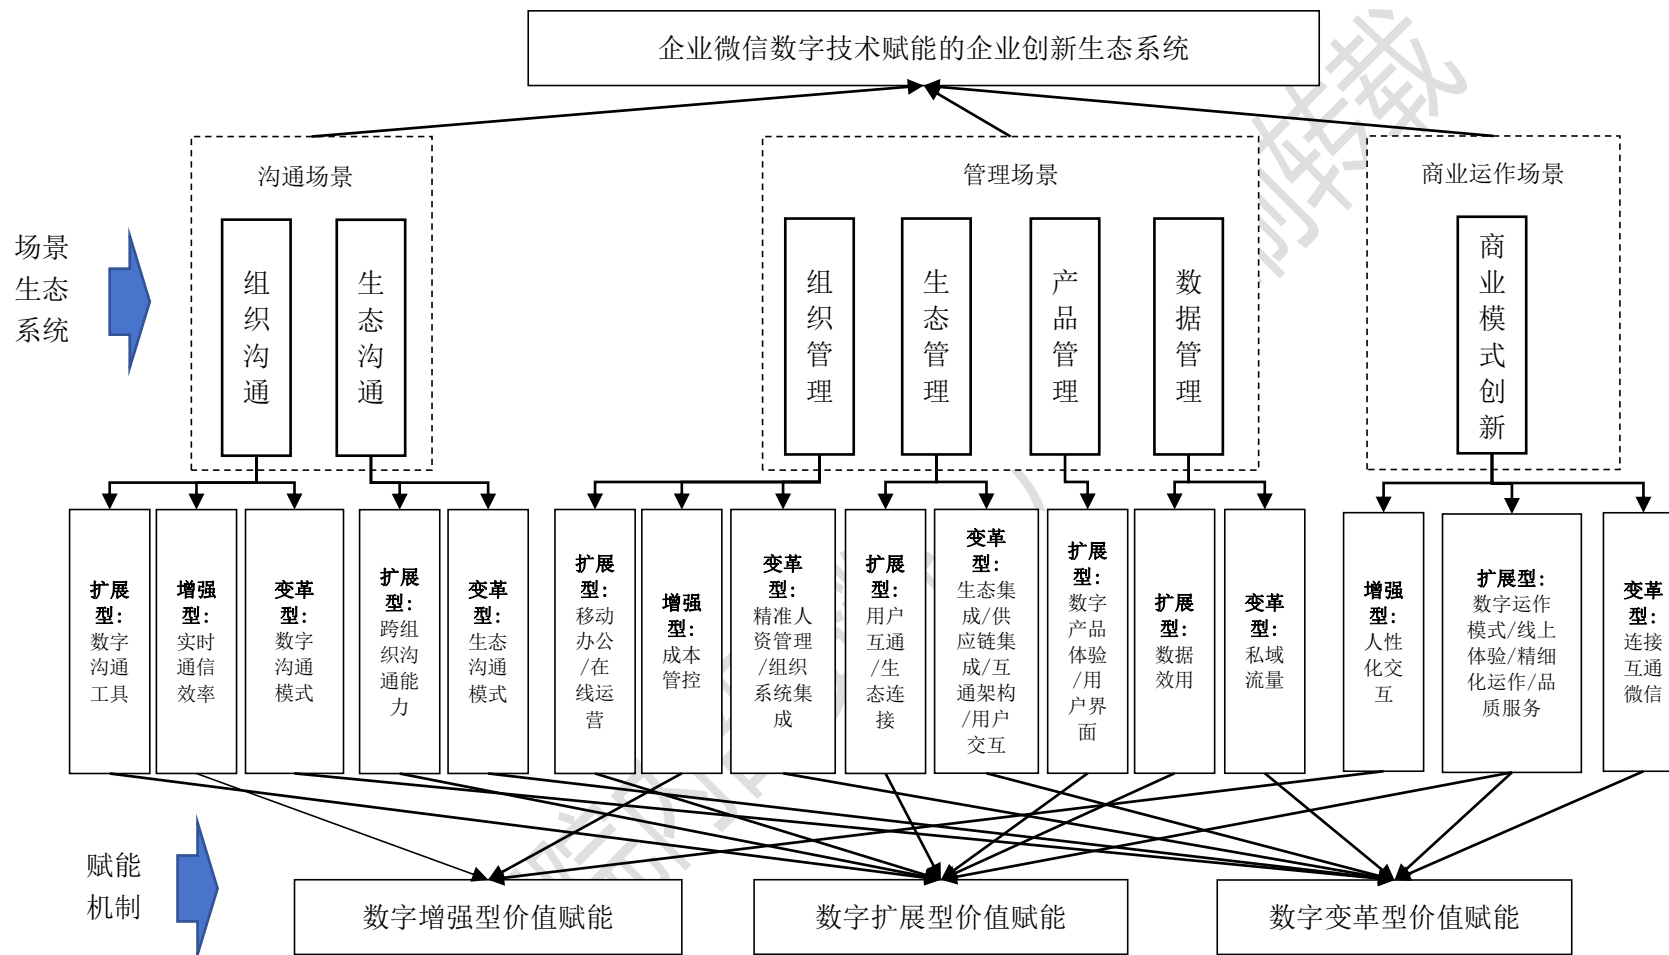 企业微信数字技术赋能的企业创新生态系统
沟通场景
管理场景
商业运作场景
场景
生态
系统
组织沟通
生态沟通
组织管理
生态管理
产品管理
数据管理
商业模式创新
扩展
型：
数字
沟通
工具
增强
型：
实时
通信
效率
变革
型：
数字
沟通
模式
扩展
型：
跨组
织沟
通能
力
变革
型：
生态
沟通
模式
扩展
型：
移动
办公
/在
线运
营
增强
型：
成本
管控
变革
型：
精准人
资管理
/组织
系统集
成
扩展
型：
用户
互通
/生
态连
接
变革
型：
生态集
成/供
应链集
成/互
通架构
/用户
交互
扩展
型：
数字
产品
体验
/用
户界
面
扩展
型：
数据
效用
变革
型：
私域
流量
增强
型：
人性
化交
互
扩展型：
数字运作
模式/线上
体验/精细
化运作/品
质服务
变革
型：
连接
互通
微信
赋能
机制
数字增强型价值赋能
数字扩展型价值赋能
数字变革型价值赋能
转载